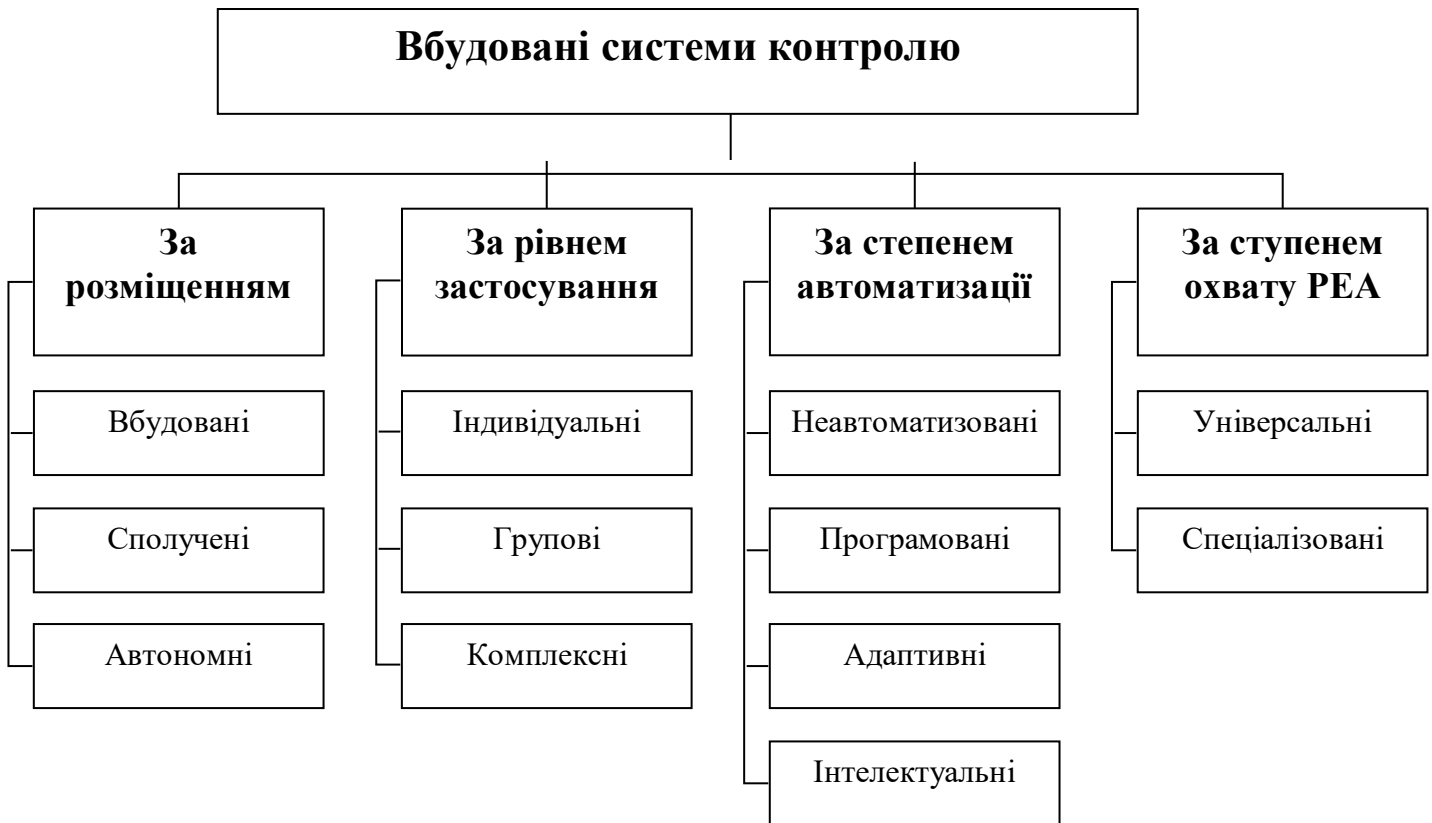 Вбудовані системи контролю
За
розміщенням
Вбудовані
Сполучені
Автономні
За рівнем
застосування
Індивідуальні
Групові
Комплексні
За степенем
автоматизації
Неавтоматизовані
Програмовані
Адаптивні
Інтелектуальні
За ступенем
охвату РЕА
Універсальні
Спеціалізовані